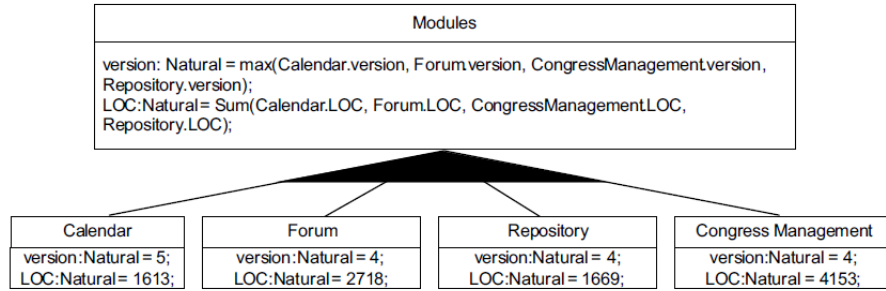 Modules
version: Natural = max(Calendar.version, Forum.version, CongressManagement.version,
Repository.version);
LOC:Natural= Sum(Calendar.LOC, Forum.LOC, CongressManagement.LOC,
Repository.LOC);
Calendar
version:Natural = 5;
LOC:Natural = 1613;
Forum
version:Natural = 4;
LOC:Natural = 2718;
Repository
version:Natural = 4;
LOC:Natural = 1669;
Congress Management
version:Natural = 4;
LOC:Natural = 4153;